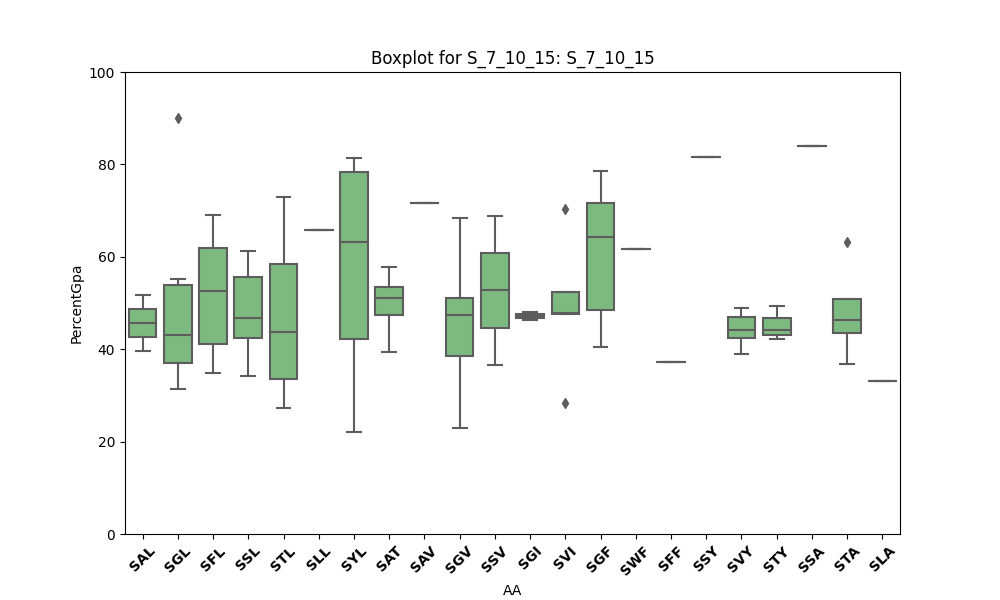 Boxplot for S_7_10_15: S_7_10_15
100
80
60
40
20
0
PercentGpa
SAL SGL SFL SSL STL SLL SYL SAT SAV SGV SSV SGI SVI SGF SWF SFF SSY SVY STY SSA STA SLA
AA